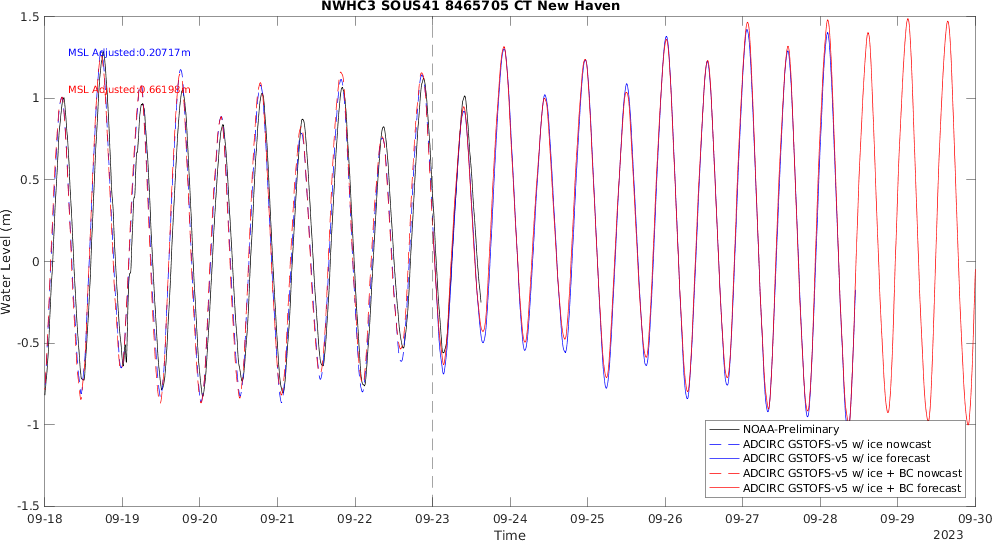 NWHC3 SOUS41 8465705 CT New Haven
MSL Adjusted:0.20717m
MSL Adjusted:0.66198m
1.5
1
0.5
0
-0.5
-1
-1.5
Water Level (m)
NOAA-Preliminary
ADCIRC GSTOFS-v5 w/ ice nowcast
ADCIRC GSTOFS-v5 w/ ice forecast
ADCIRC GSTOFS-v5 w/ ice + BC nowcast
ADCIRC GSTOFS-v5 w/ ice + BC forecast
09-18 09-19 09-20 09-21 09-22 09-23 09-24 09-25 09-26 09-27 09-28 09-29 09-30
Time
2023